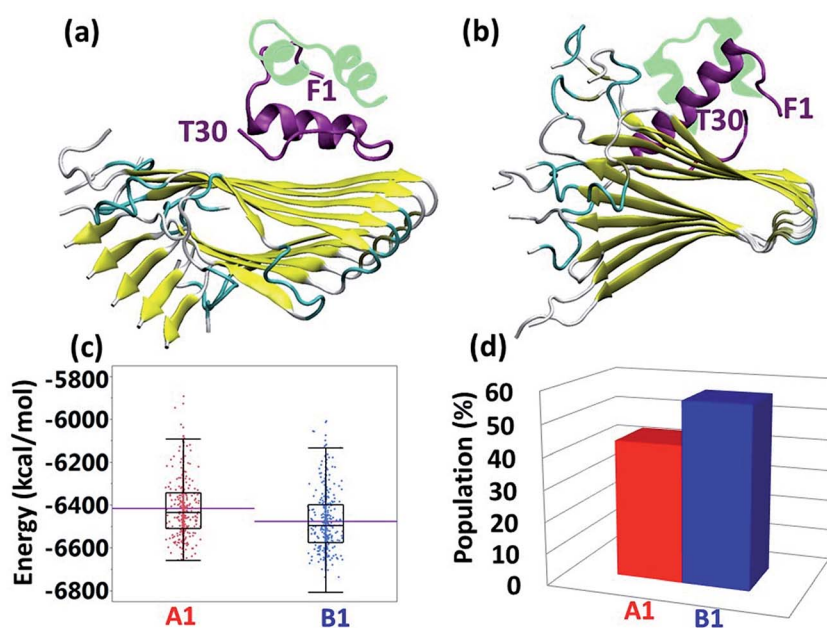 (a)
F1
T30
(b)
T30
F1
(c)
Energy (kcal/mol)
-5800
-6000
-6200
-6400
-6600
-6800
A1
B1
(d)
Population (%)
60
50
40
30
20
10
0
A1
B1